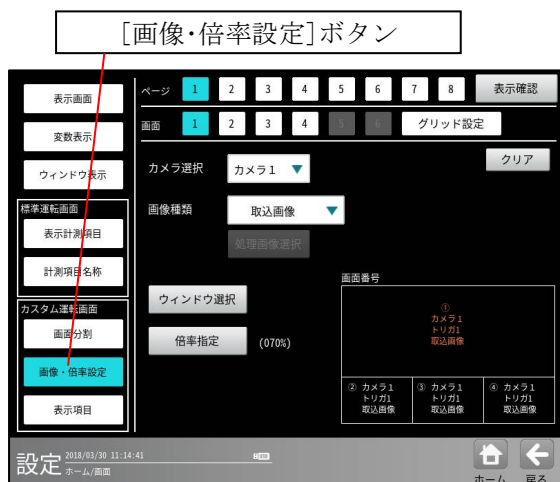 [画像・倍率設定]ボタン
表示画面
変数表示
ウィンドウ表示
標準運転画面
表示計測項目
計測項目名称
カスタム運転画面
画面分割
画像・倍率設定
表示項目
ページ 1 2 3 4 5 6 7 8 表示確認
画面 1 2 3 4 5 6 グリッド設定
クリア
カメラ選択 カメラ1 ▼
画像種類 取込画像 ▼
処理画像選択
ウィンドウ選択
倍率指定 (070%)
画面番号
①
カメラ1
トリガ1
取込画像
② カメラ1
トリガ1
取込画像
③ カメラ1
トリガ1
取込画像
④ カメラ1
トリガ1
取込画像
設定 2018/03/30 11:14:41
ホーム/画面
ホーム 戻る